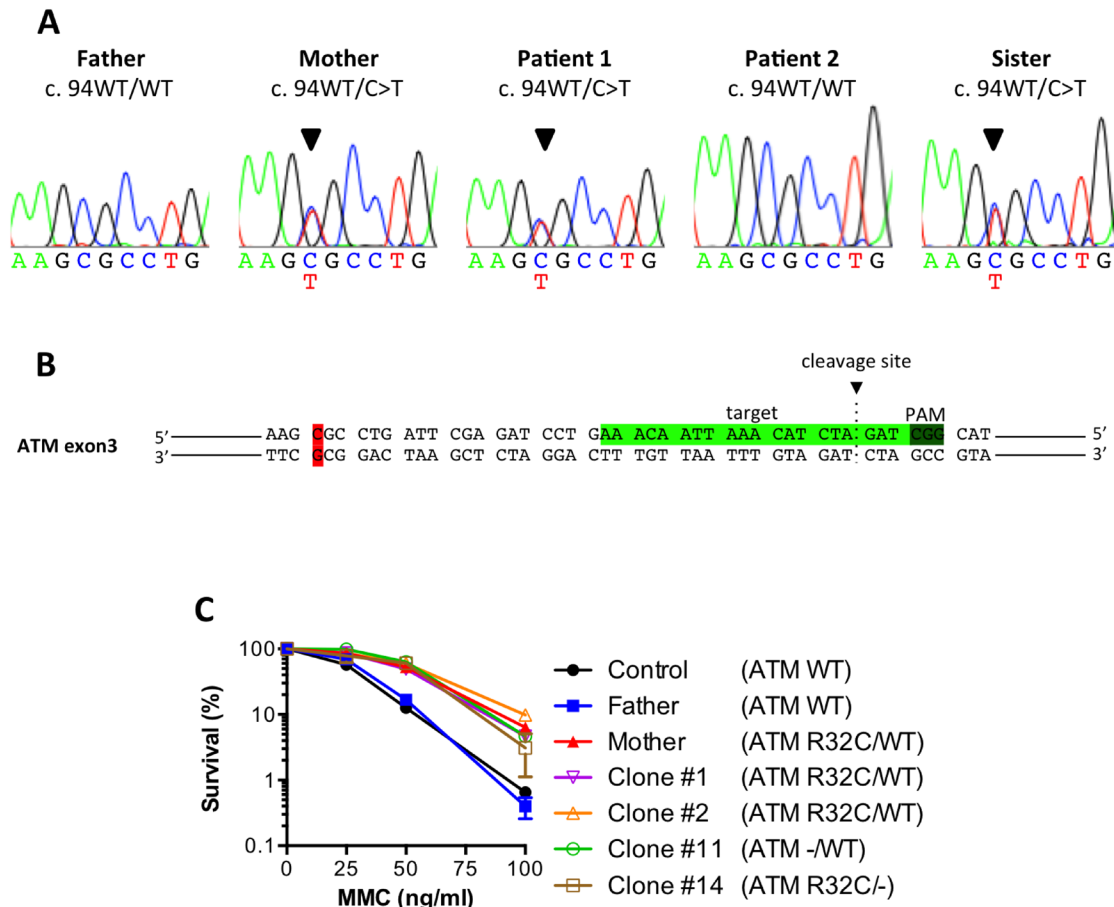 A
Father Mother Patient 1 Patient 2 Sister
c. 94WT/WT c. 94WT/C>T c. 94WT/C>T c. 94WT/WT c. 94WT/C>T
AAGCGCCTG AAGCGCCTG AAGCGCCTG AAGCGCCTG AAGCGCCTG
T T T
B
cleavage site
target PAM
ATM exon3
5’ AAG CGC CTG ATT CGA GAT CCT GAA ACA ATT AAA CAT CTA GAT CGG CAT 5’
3’ TTC GCG GAC TAA GCT CTA GGA CTT TGT TAA TTT GTA GAT CTA GCC GTA 3’
C
Survival (%)
100
10
1
0.1
0 25 50 100
MMC (ng/ml)
Control (ATM WT)
Father (ATM WT)
Mother (ATM R32C/WT)
Clone #1 (ATM R32C/WT)
Clone #2 (ATM R32C/WT)
Clone #11 (ATM -/WT)
Clone #14 (ATM R32C/-)